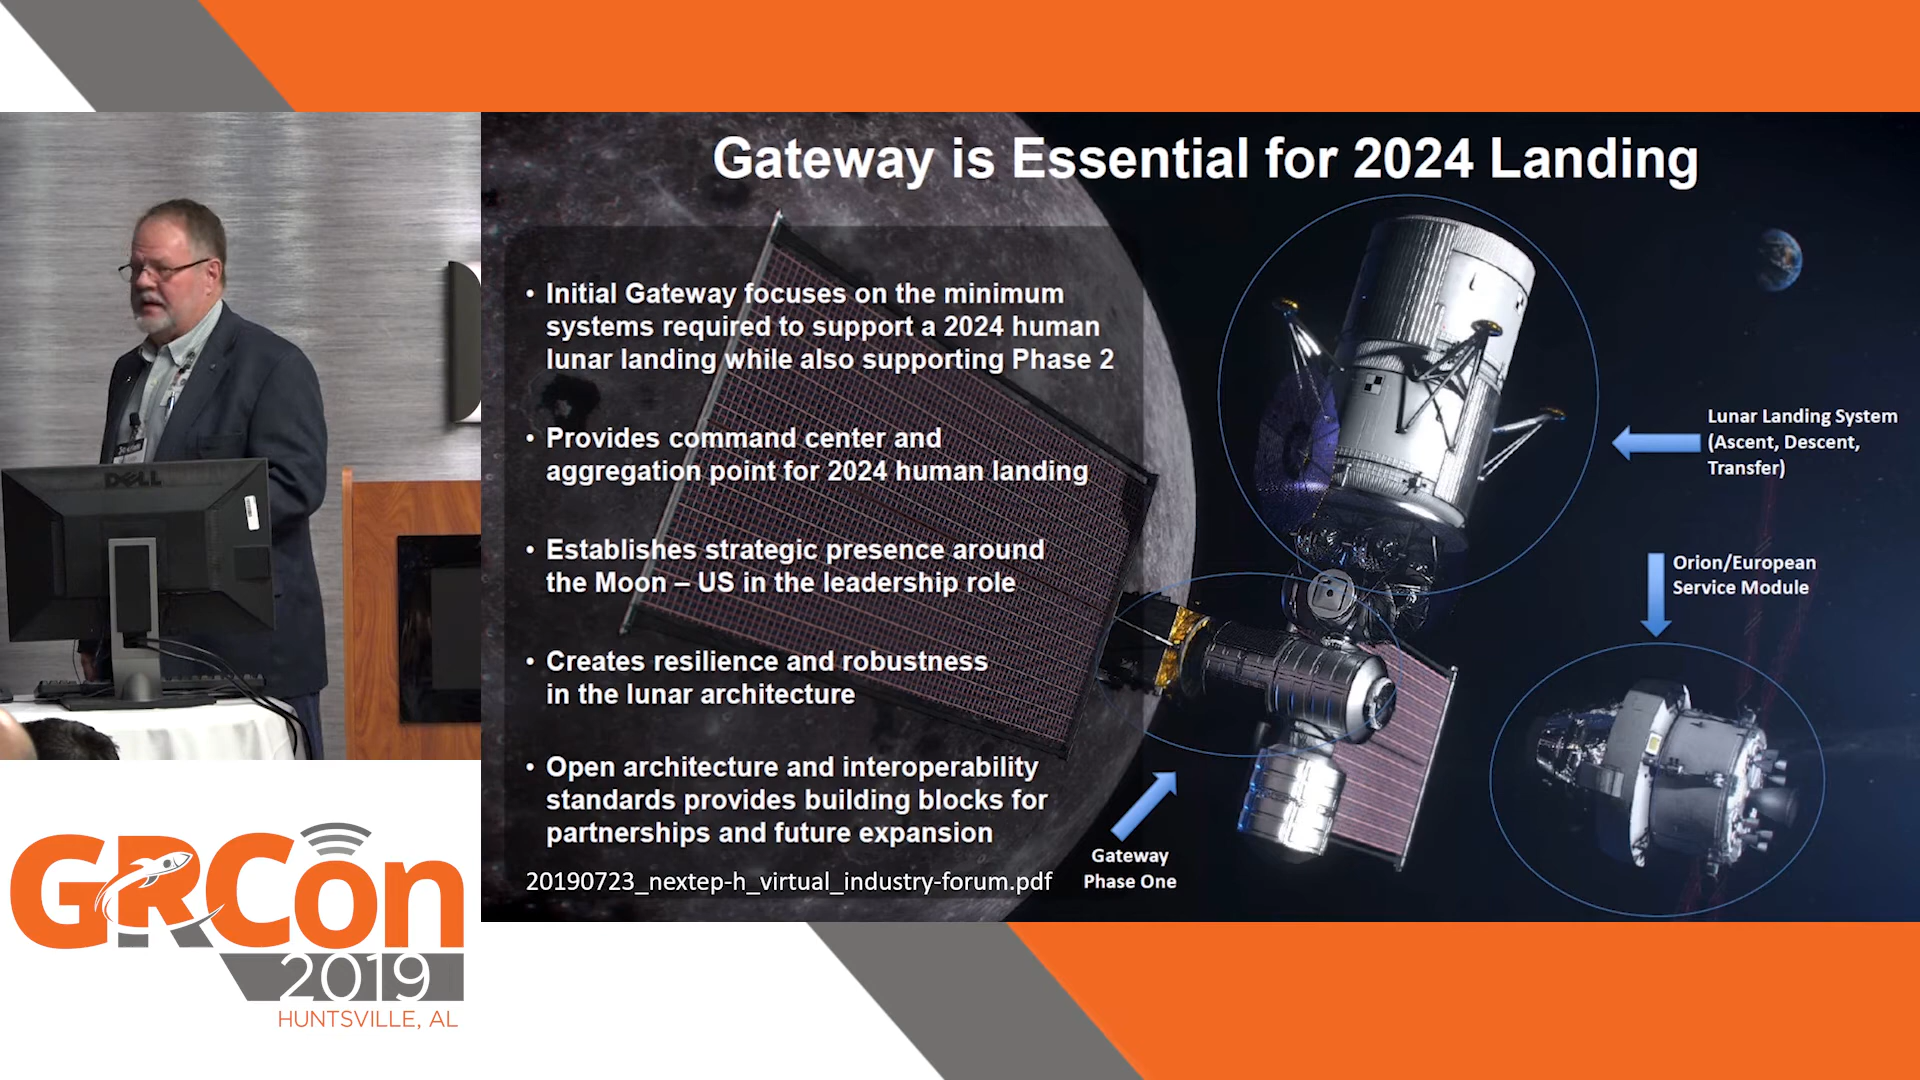 Gateway is Essential for 2024 Landing
• Initial Gateway focuses on the minimum
systems required to support a 2024 human
lunar landing while also supporting Phase 2
• Provides command center and
aggregation point for 2024 human landing
• Establishes strategic presence around
the Moon – US in the leadership role
• Creates resilience and robustness
in the lunar architecture
• Open architecture and interoperability
standards provides building blocks for
partnerships and future expansion
20190723_nextep-h_virtual_industry-forum.pdf
Lunar Landing System
(Ascent, Descent,
Transfer)
Orion/European
Service Module
Gateway
Phase One
DELL
GRCon
2019
HUNTSVILLE, AL